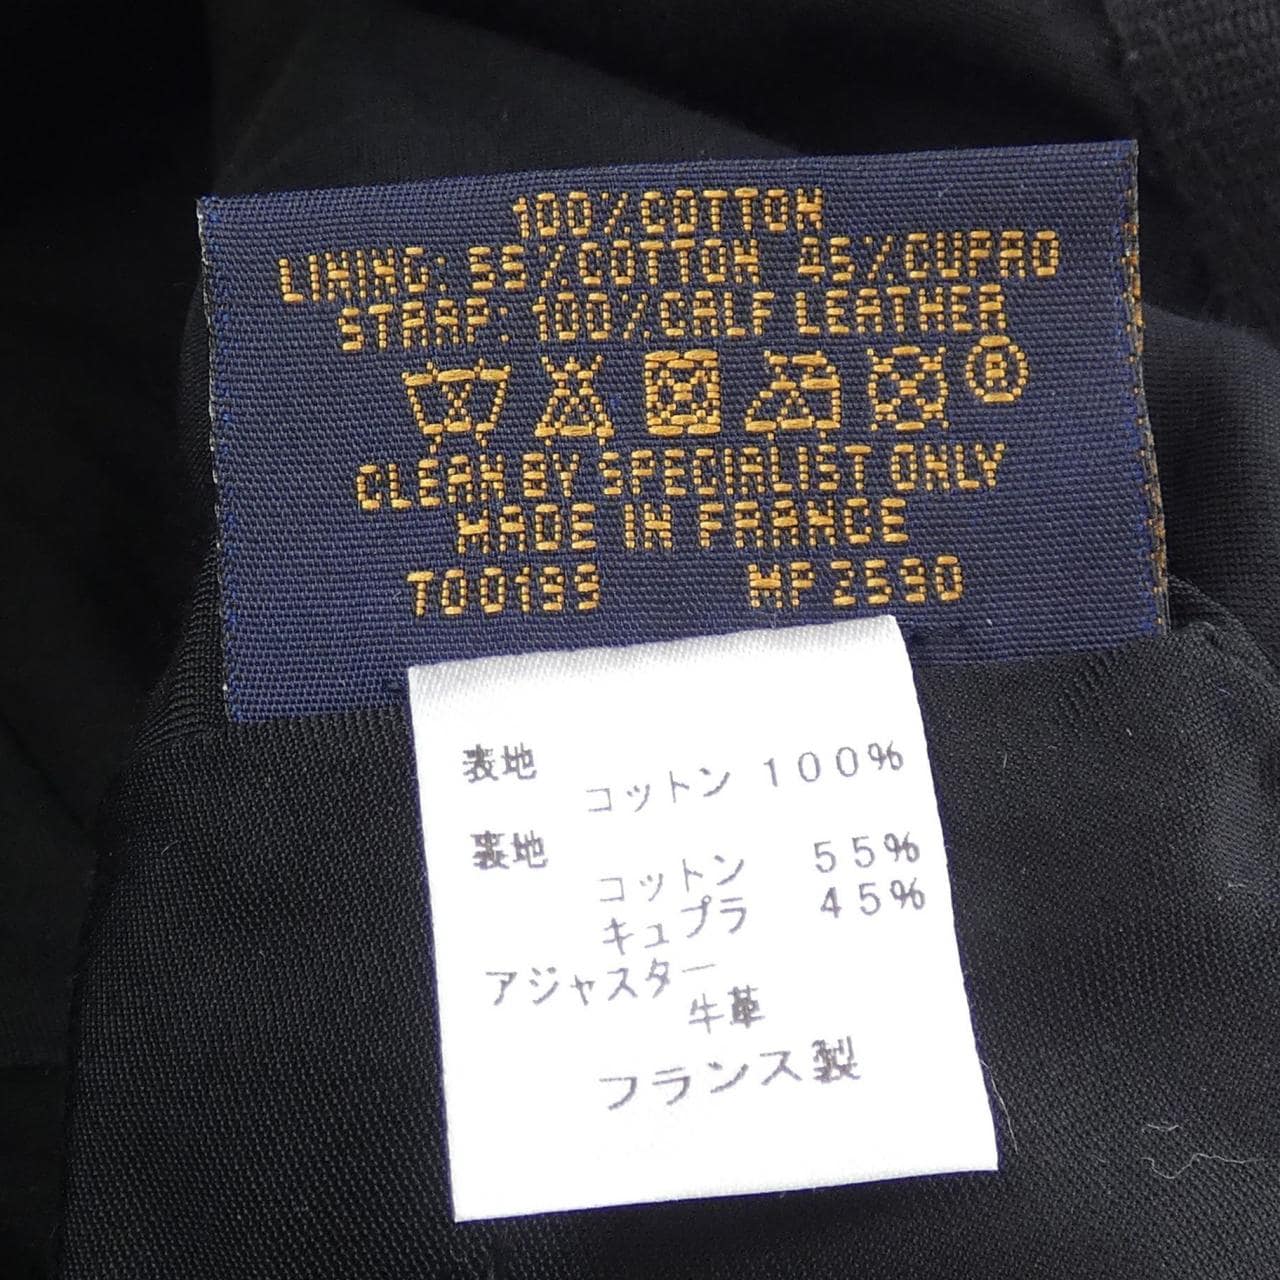 100%COTTON
LINING: 55%COTTON 45%CUPRO
STRAP: 100%CALF LEATHER
®
CLEAN BY SPECIALIST ONLY
MADE IN FRANCE
T00199 MP2590
表地
コットン 100%
裏地
コットン 55%
キュプラ 45%
アジャスター
牛革
フランス製